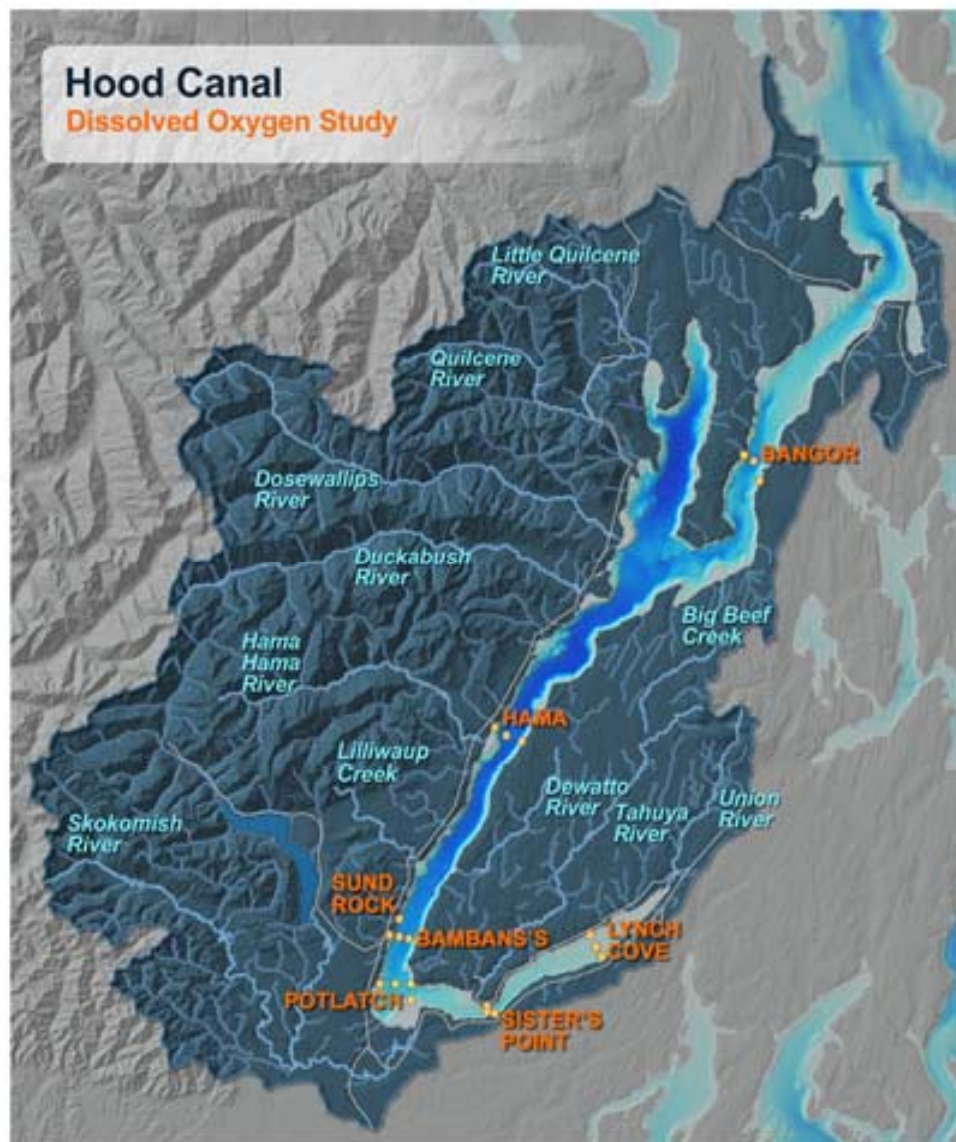 Hood Canal
Dissolved Oxygen Study
Little Quilcene
River
Quilcene
River
BANGOR
Dosewallips
River
Duckabush
River
Big Beef
Creek
Hama
Hama
River
HAMA
Lilliwaup
Creek
Dewatto
River
Tahuya
River
Union
River
Skokomish
River
SUND
ROCK
BAMBANS'S
LYNCH
COVE
POTLATCH
SISTER'S
POINT